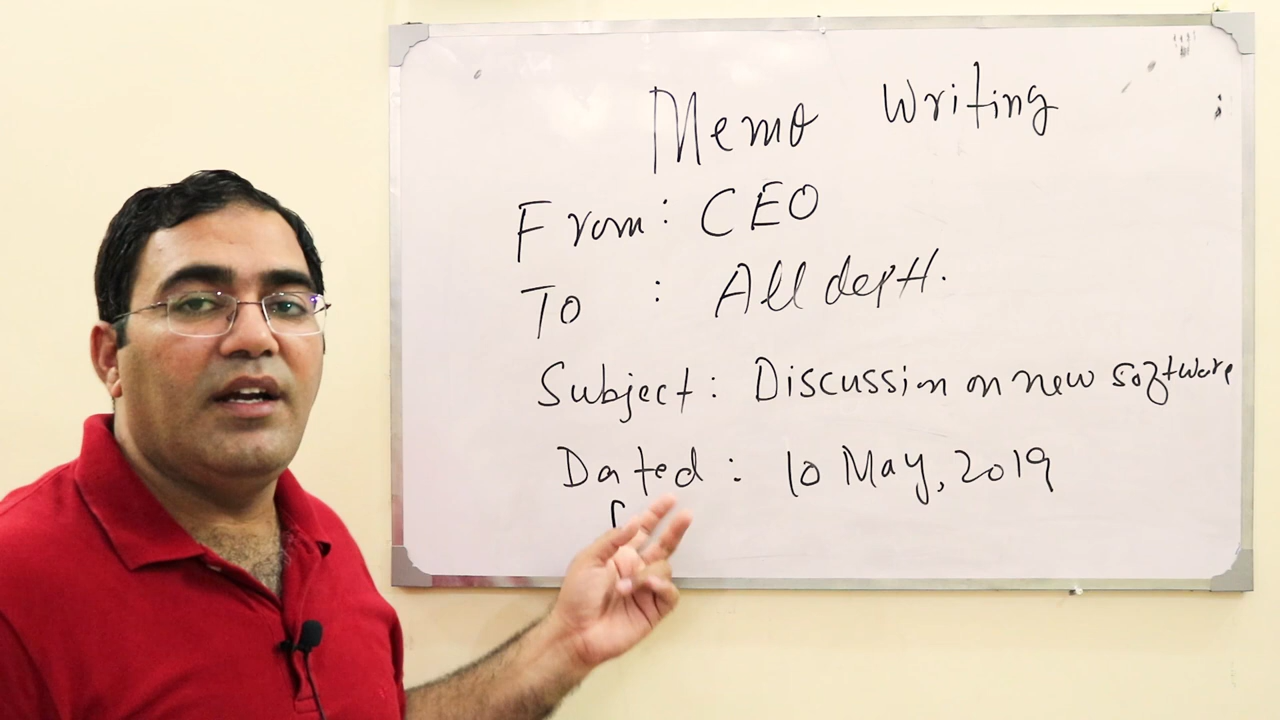 Memo Writing
From: CEO
To : All deptt.
Subject: Discussion on new software
Dated: 10 May, 2019